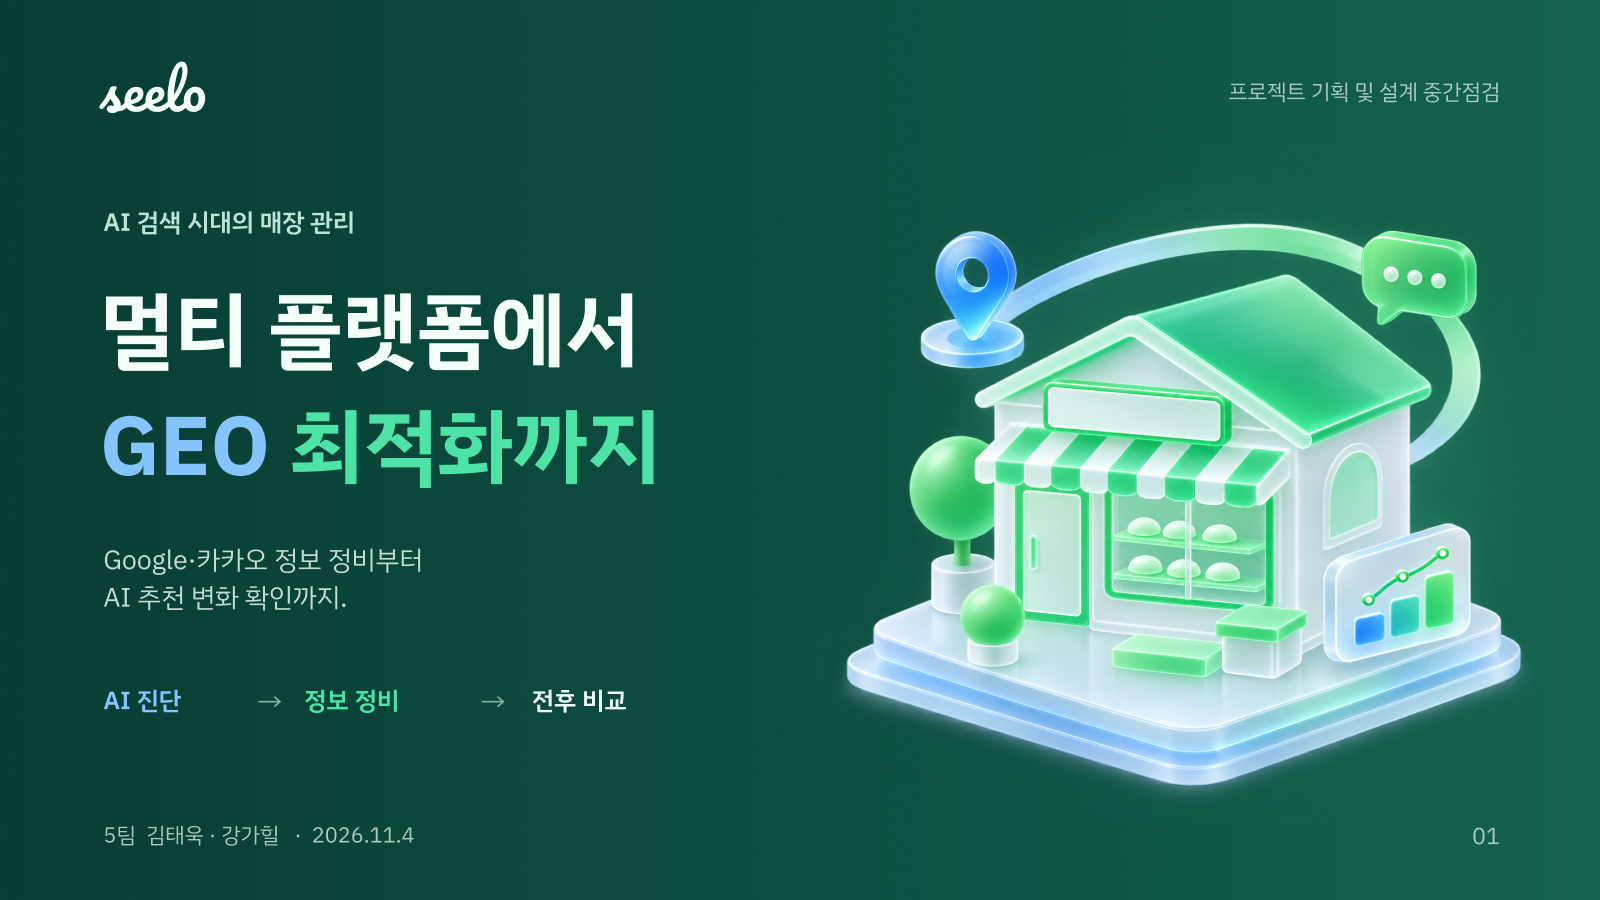 seelo
프로젝트 기획 및 설계 중간점검
AI 검색 시대의 매장 관리
멀티 플랫폼에서
GEO 최적화까지
Google·카카오 정보 정비부터
AI 추천 변화 확인까지.
AI 진단 → 정보 정비 → 전후 비교
5팀 김태욱 · 강가힐 · 2026.11.4
01